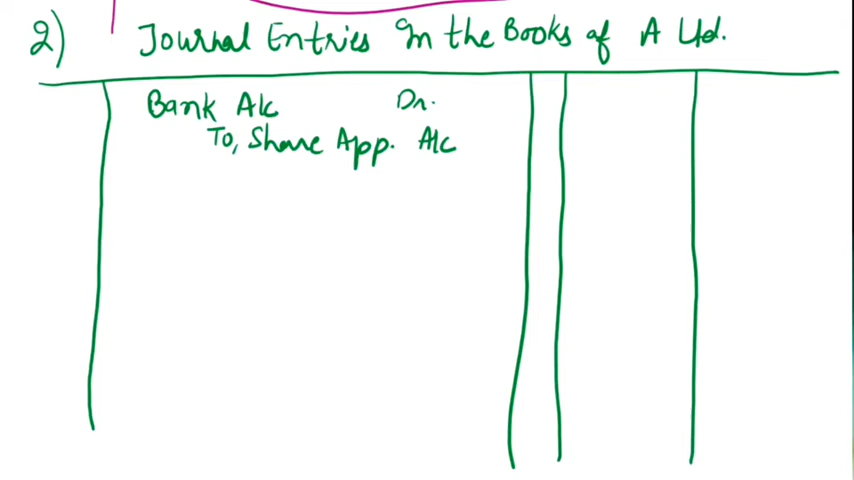 2) Journal Entries In the Books of A Ltd.
Bank A/c Dr.
To, Share App. A/c